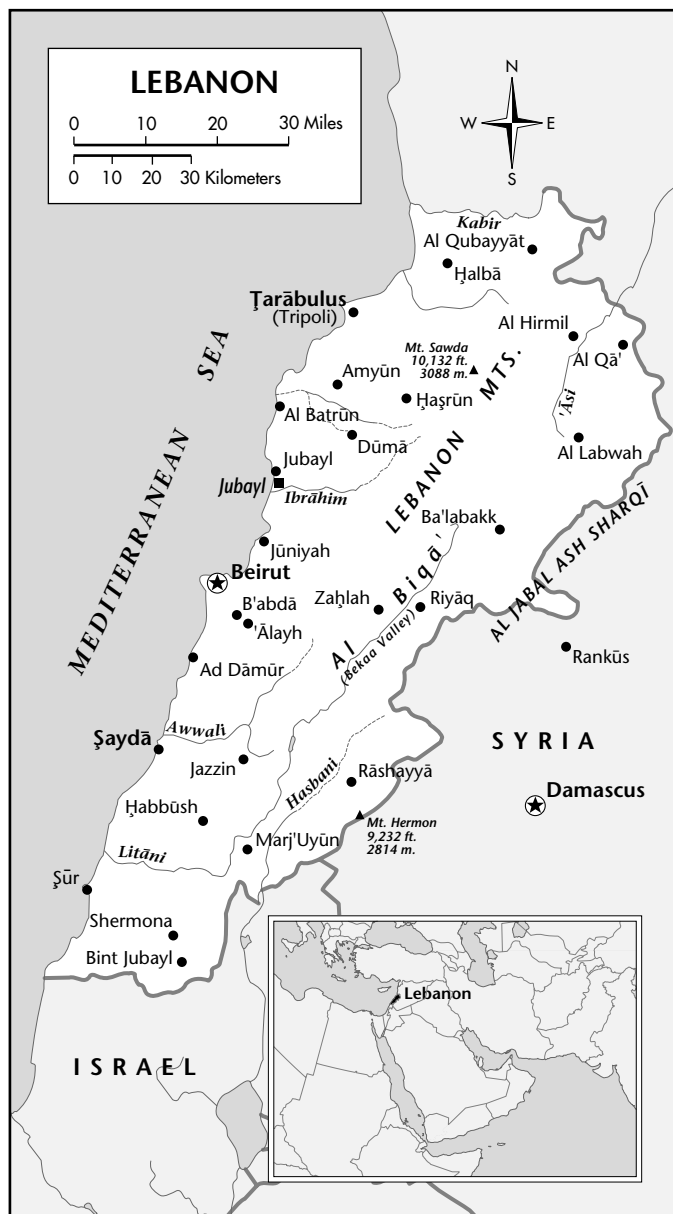 LEBANON
0 10 20 30 Miles
0 10 20 30 Kilometers
N
W E
S
Kabir
Al Qubayyāt
Ḥalbā
Ṭarābulus
(Tripoli)
Al Hirmil
Mt. Sawda
10,132 ft.
3088 m.
Al Qā'
Amyūn
Ḥaşrūn
'Āsi
Al Batrūn
Dūmā
Al Labwah
Jubayl
Jubayl
Ibrāhim
LEBANON MTS.
MEDITERRANEAN SEA
Ba'labakk
Jūniyah
AL JABAL ASH SHARQĪ
Beirut
B'abdā
'Ālayh
Zaḩlah
Riyāq
Al Biqā'
(Bekaa Valley)
Ad Dāmūr
Rankūs
Awwali
Şaydā
SYRIA
Jazzin
Hasbani
Rāshayyā
Damascus
Ḥabbūsh
Mt. Hermon
9,232 ft.
2814 m.
Litāni
Marj'Uyūn
Şūr
Shermona
Bint Jubayl
Lebanon
ISRAEL